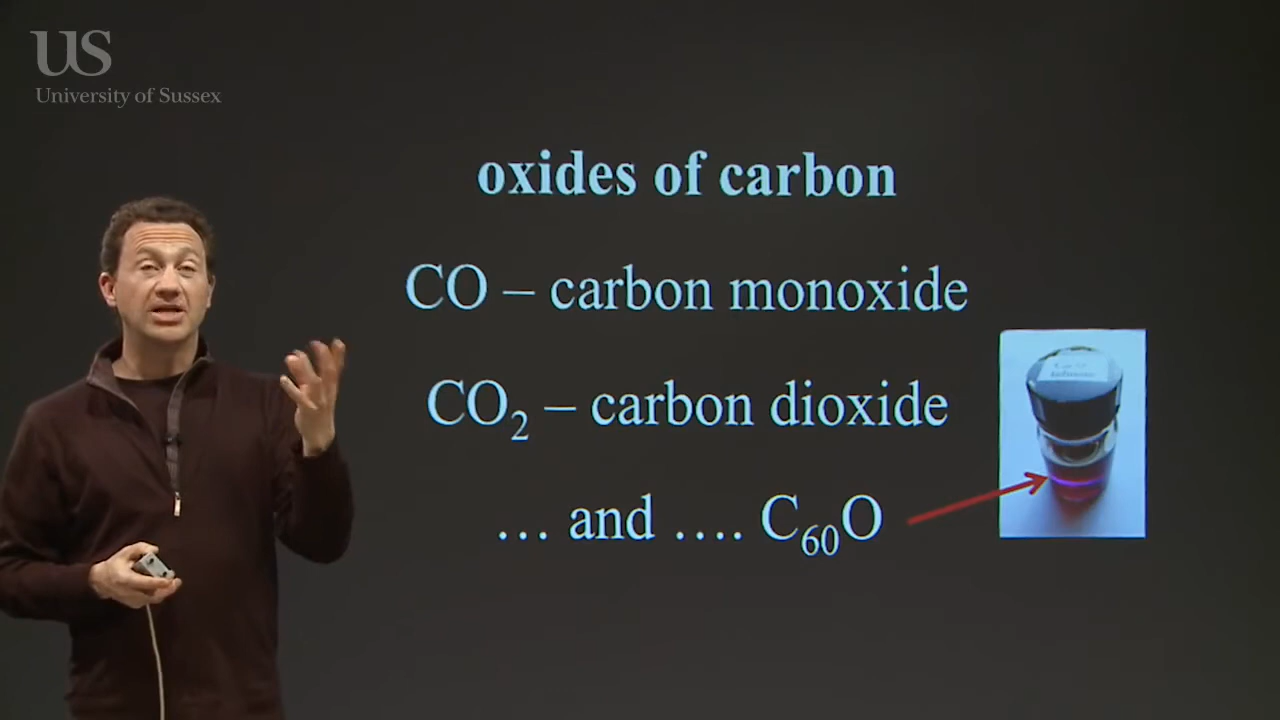 US
University of Sussex
oxides of carbon
CO – carbon monoxide
CO₂ – carbon dioxide
… and …. C₆₀O